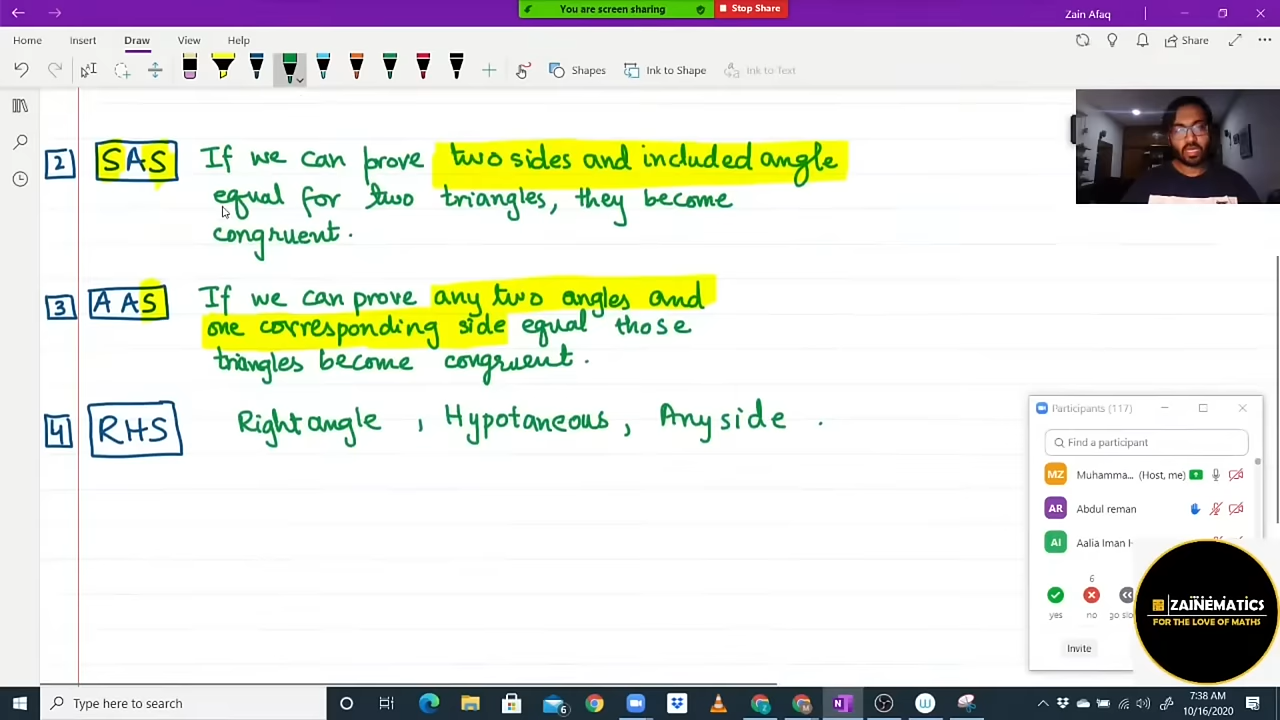 You are screen sharing
Stop Share
Zain Afaq
Home Insert Draw View Help
Share
Shapes
Ink to Shape
Ink to Text
2 SAS If we can prove two sides and included angle
equal for two triangles, they become
congruent.
3 AAS If we can prove any two angles and
one corresponding side equal those
triangles become congruent.
4 RHS Right angle, Hypotaneous, Any side.
Participants (117)
Find a participant
MZ Muhamma... (Host, me)
AR Abdul reman
AI Aalia Iman
6
yes no go slo
Invite
ZAINEMATICS
FOR THE LOVE OF MATHS
Type here to search
6
7:38 AM
10/16/2020